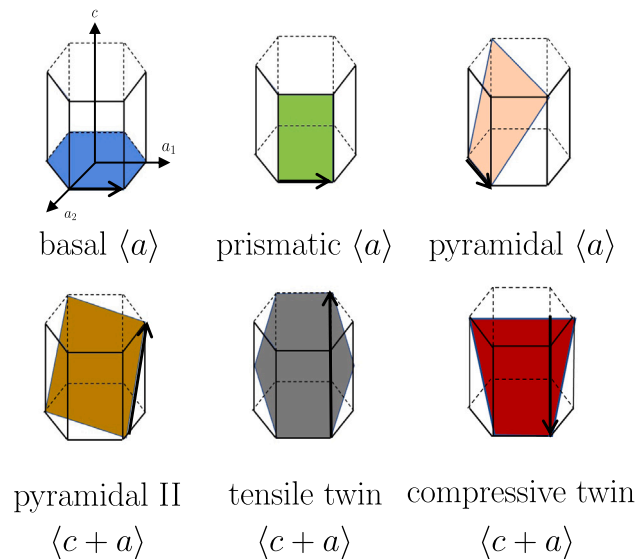 c
a₁
a₂
basal ⟨a⟩
prismatic ⟨a⟩
pyramidal ⟨a⟩
pyramidal II
⟨c + a⟩
tensile twin
⟨c + a⟩
compressive twin
⟨c + a⟩